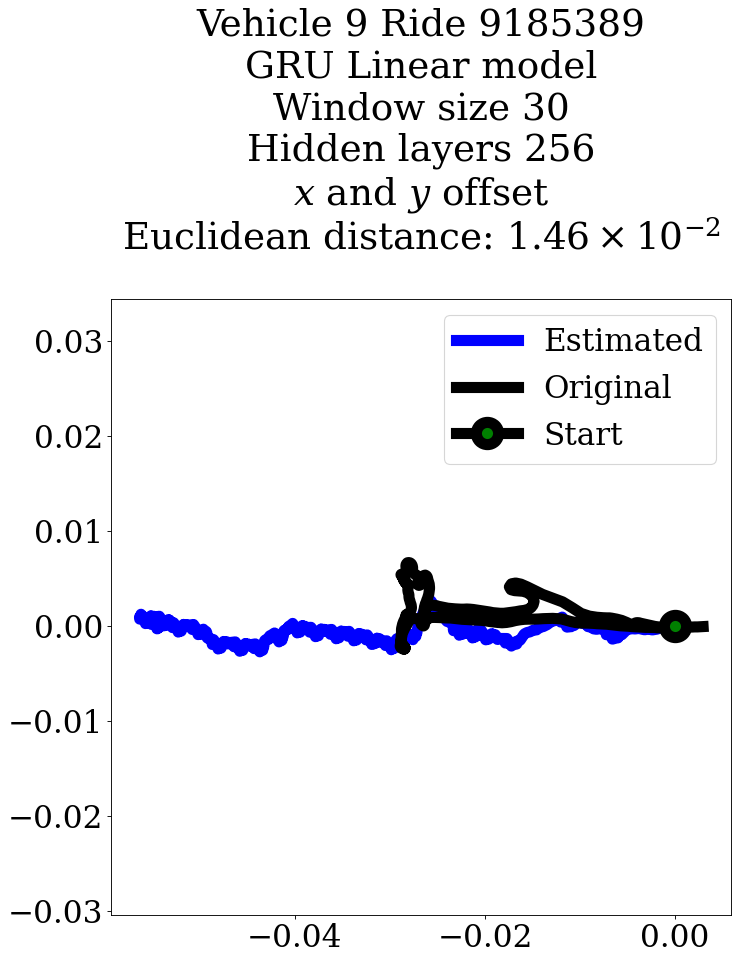 Vehicle 9 Ride 9185389
GRU Linear model
Window size 30
Hidden layers 256
x and y offset
Euclidean distance: 1.46 × 10⁻²
Estimated
Original
Start
0.03
0.02
0.01
0.00
−0.01
−0.02
−0.03
−0.04
−0.02
0.00